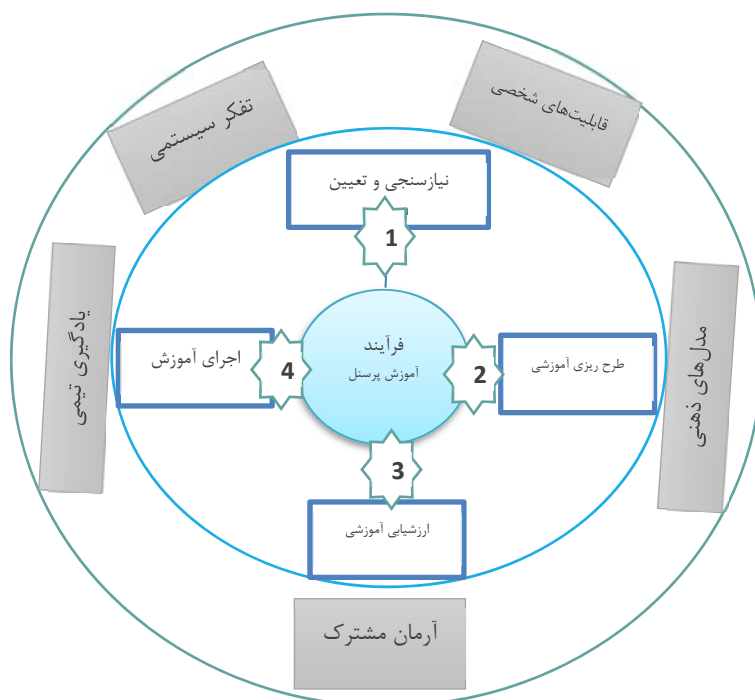 تفکر سیستمی
قابلیت‌های شخصی
نیازسنجی و تعیین
1
یادگیری تیمی
اجرای آموزش
4
فرآیند
آموزش پرسنل
2
طرح ریزی آموزشی
مدل‌های ذهنی
3
ارزشیابی آموزشی
آرمان مشترک